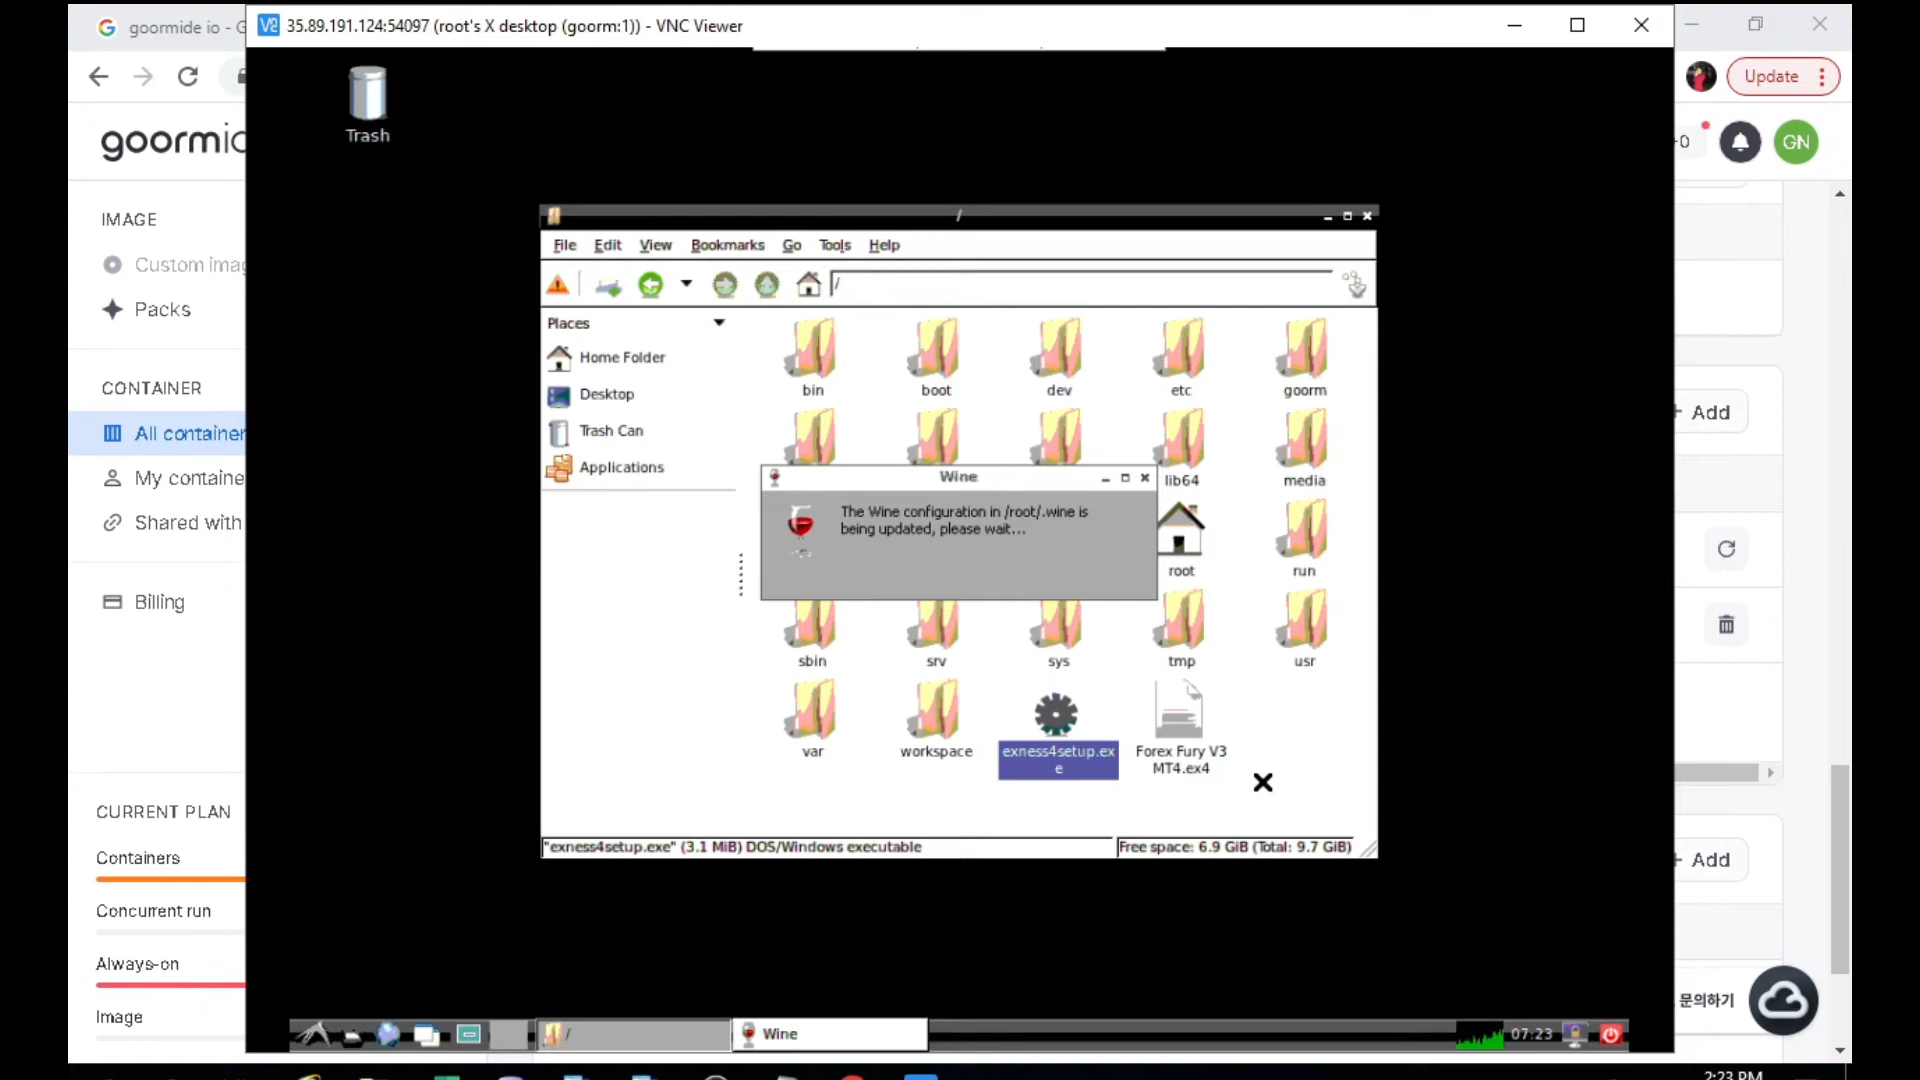 goormide io - G
35.89.191.124:54097 (root's X desktop (goorm:1)) - VNC Viewer
Update
Trash
goormide
GN
IMAGE
Custom imag
Packs
CONTAINER
All container
My containe
Shared with
Billing
CURRENT PLAN
Containers
Concurrent run
Always-on
Image
/
File Edit View Bookmarks Go Tools Help
/
Places
Home Folder
Desktop
Trash Can
Applications
bin boot dev etc goorm
lib64 media
Wine
The Wine configuration in /root/.wine is
being updated, please wait...
root run
sbin srv sys tmp usr
var workspace exness4setup.ex
e
Forex Fury V3
MT4.ex4
"exness4setup.exe" (3.1 MiB) DOS/Windows executable
Free space: 6.9 GiB (Total: 9.7 GiB)
Add
Add
문의하기
/
Wine
07:23
2:23 PM